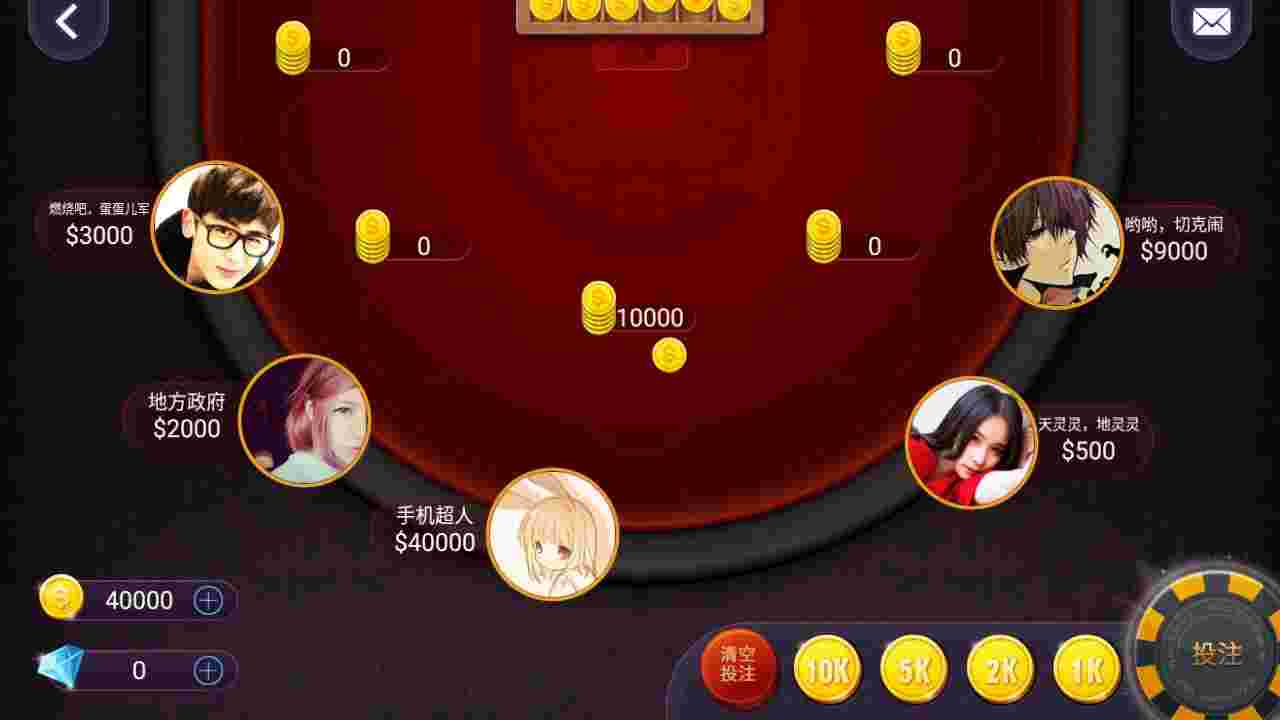 0
0
燃烧吧，蛋蛋儿军
$3000
哟哟，切克闹
$9000
0
0
10000
地方政府
$2000
天灵灵，地灵灵
$500
手机超人
$40000
40000
0
清空
投注
10K
5K
2K
1K
投注